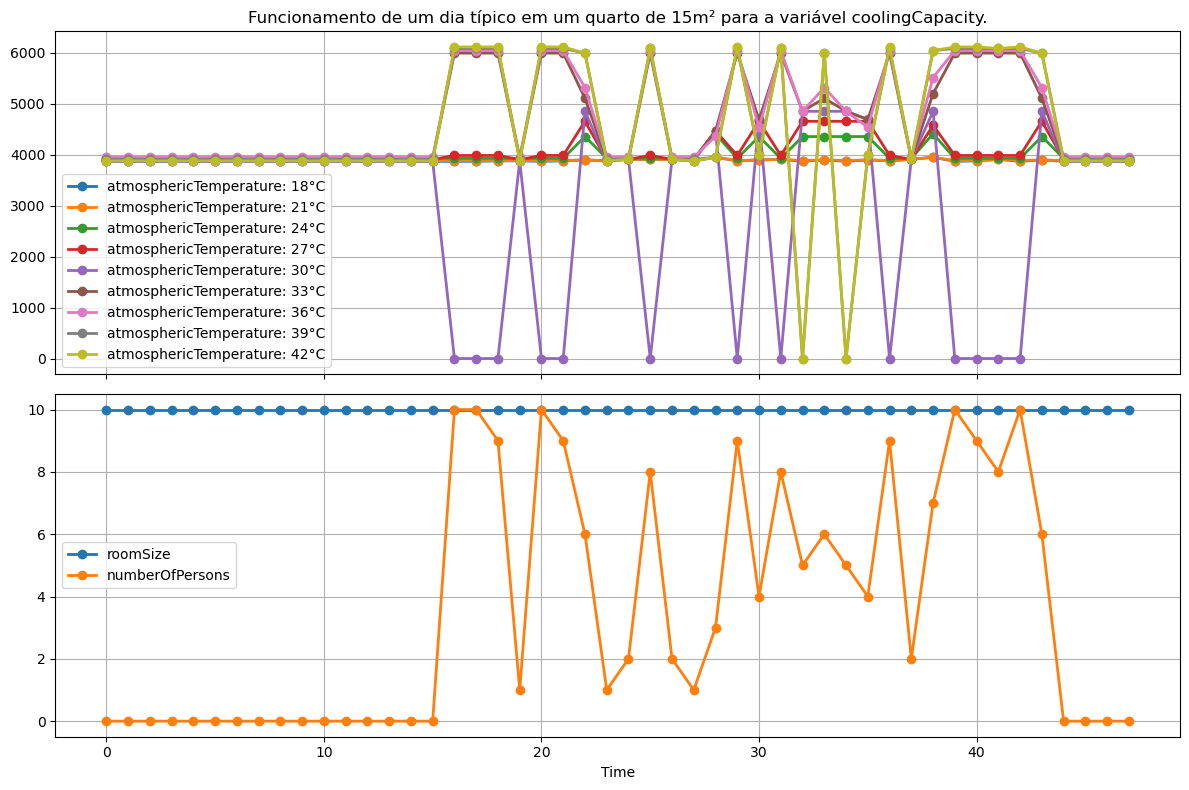 Funcionamento de um dia típico em um quarto de 15m² para a variável coolingCapacity.
6000
5000
4000
3000
2000
1000
0
atmosphericTemperature: 18°C
atmosphericTemperature: 21°C
atmosphericTemperature: 24°C
atmosphericTemperature: 27°C
atmosphericTemperature: 30°C
atmosphericTemperature: 33°C
atmosphericTemperature: 36°C
atmosphericTemperature: 39°C
atmosphericTemperature: 42°C
10
8
6
4
2
0
roomSize
numberOfPersons
0 10 20 30 40
Time